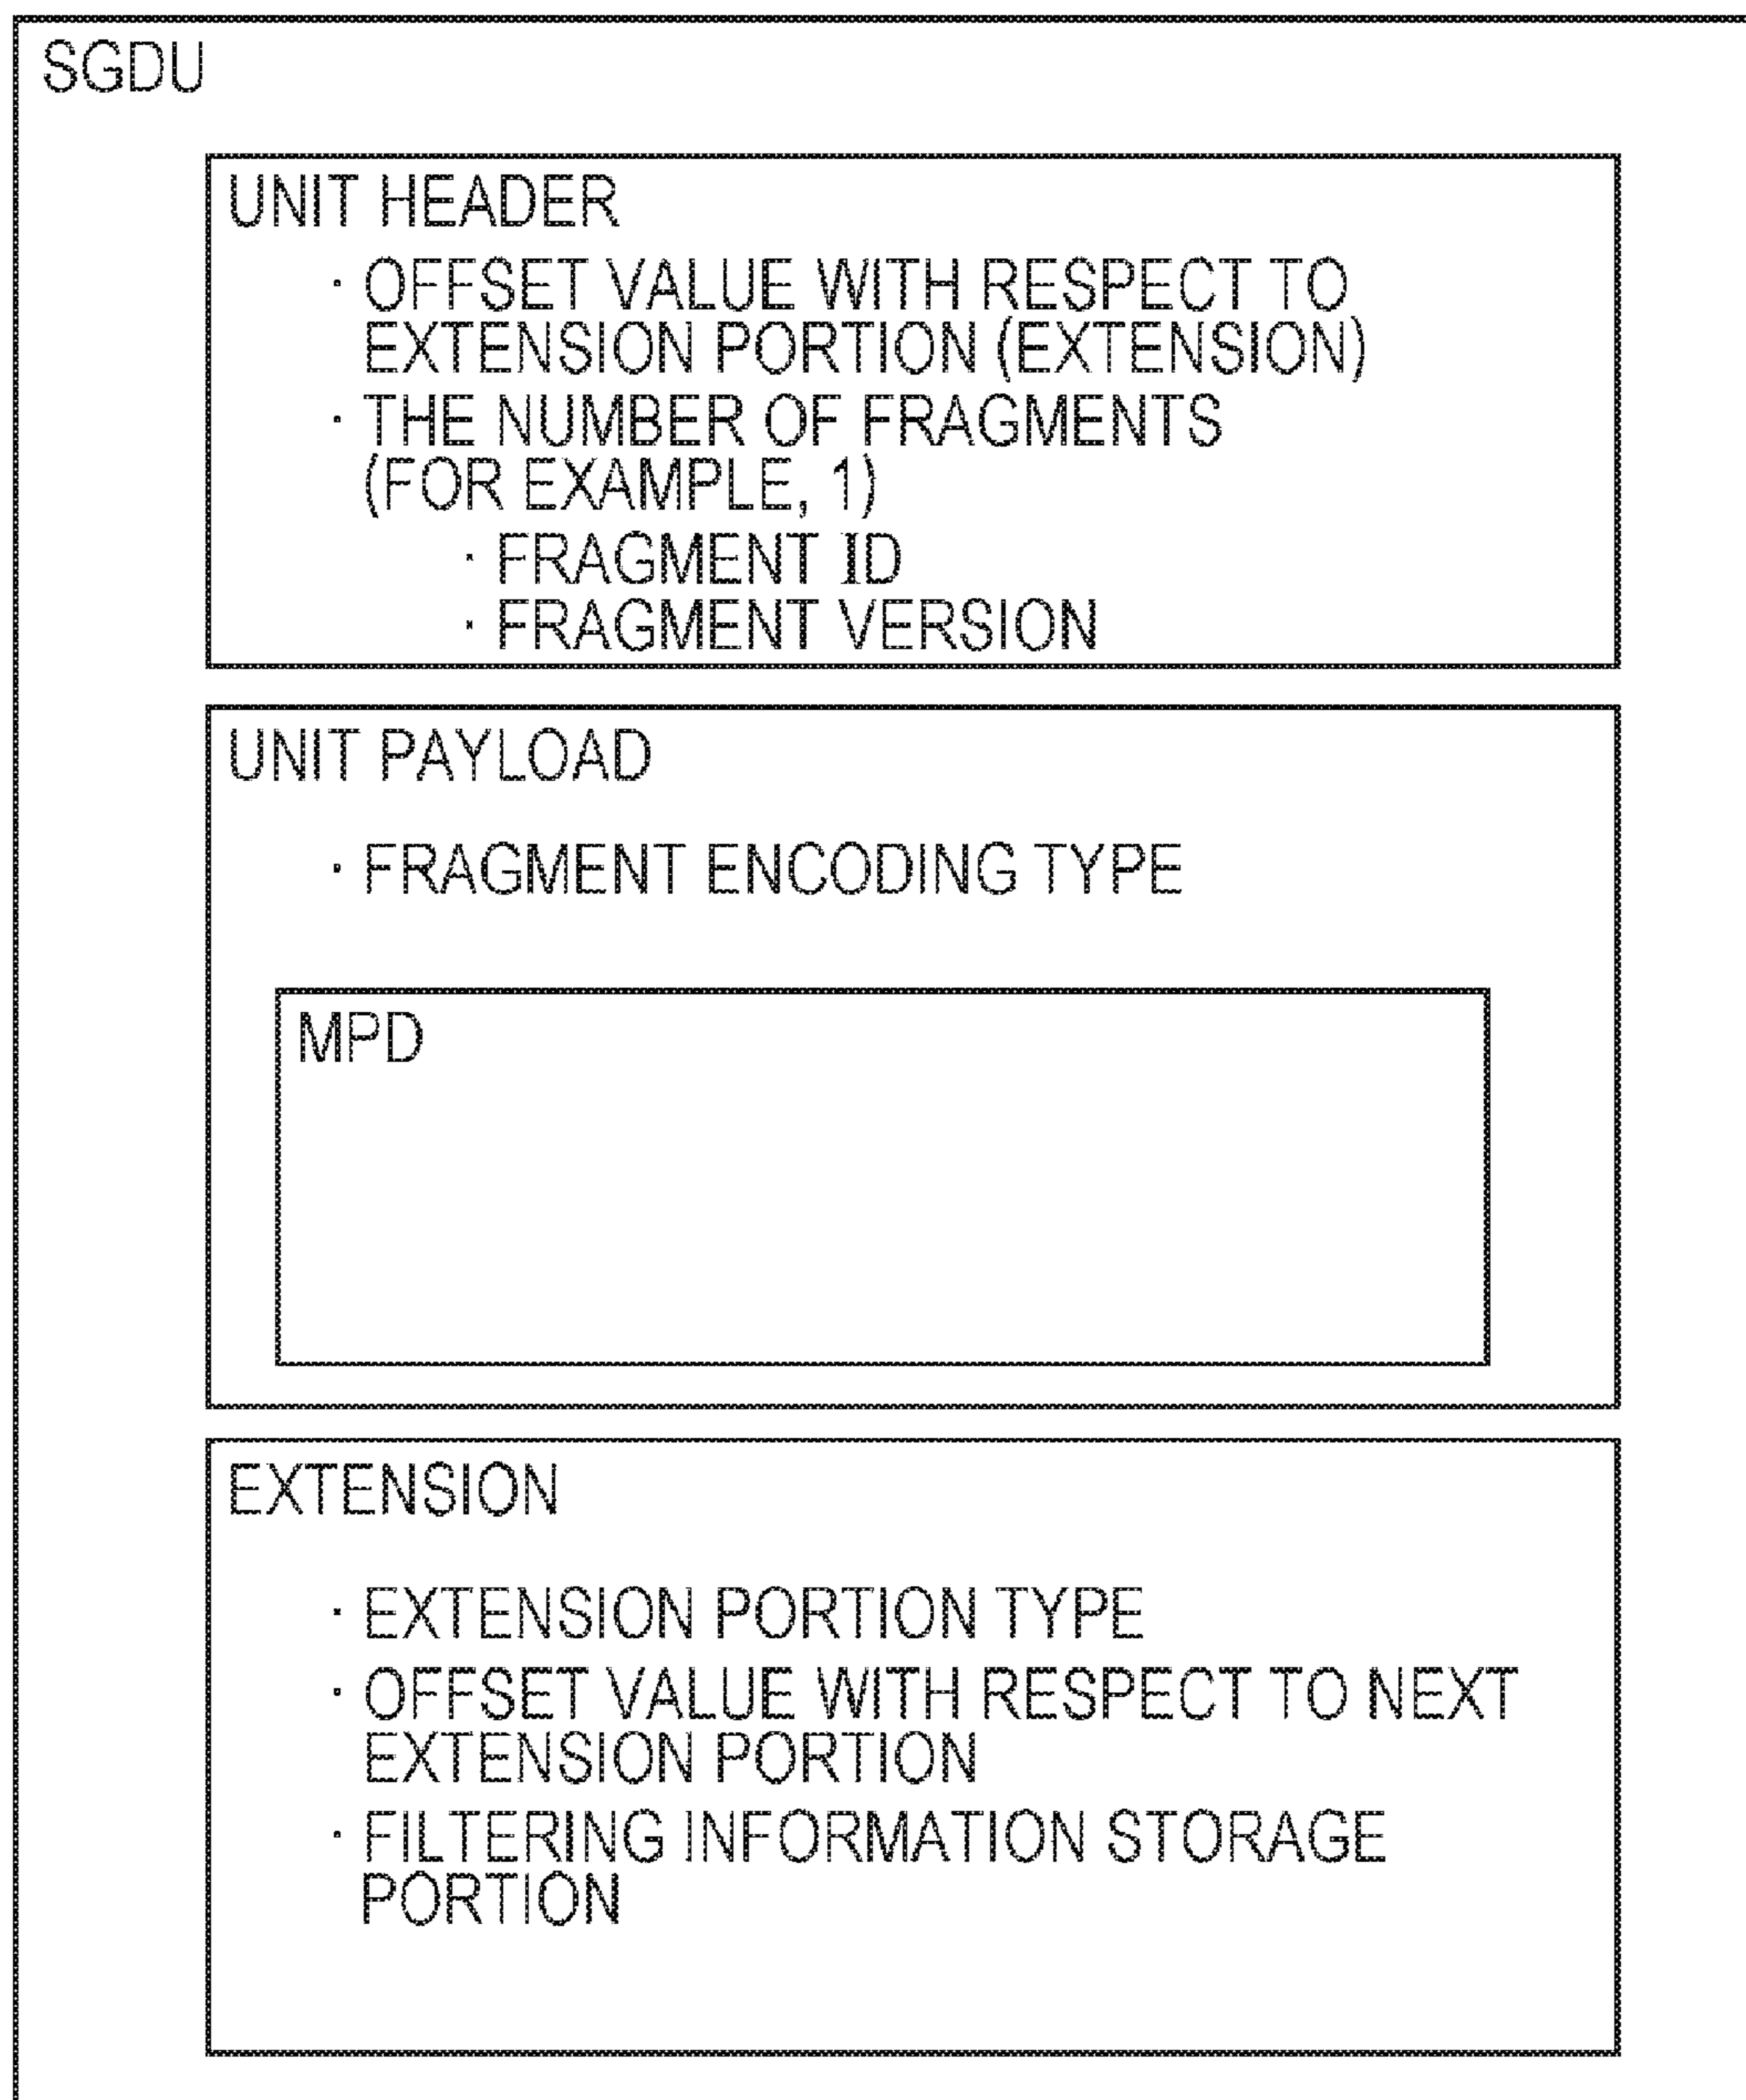 SGDU
UNIT HEADER
· OFFSET VALUE WITH RESPECT TO
EXTENSION PORTION (EXTENSION)
· THE NUMBER OF FRAGMENTS
(FOR EXAMPLE, 1)
· FRAGMENT ID
· FRAGMENT VERSION
UNIT PAYLOAD
· FRAGMENT ENCODING TYPE
MPD
EXTENSION
· EXTENSION PORTION TYPE
· OFFSET VALUE WITH RESPECT TO NEXT
EXTENSION PORTION
· FILTERING INFORMATION STORAGE
PORTION